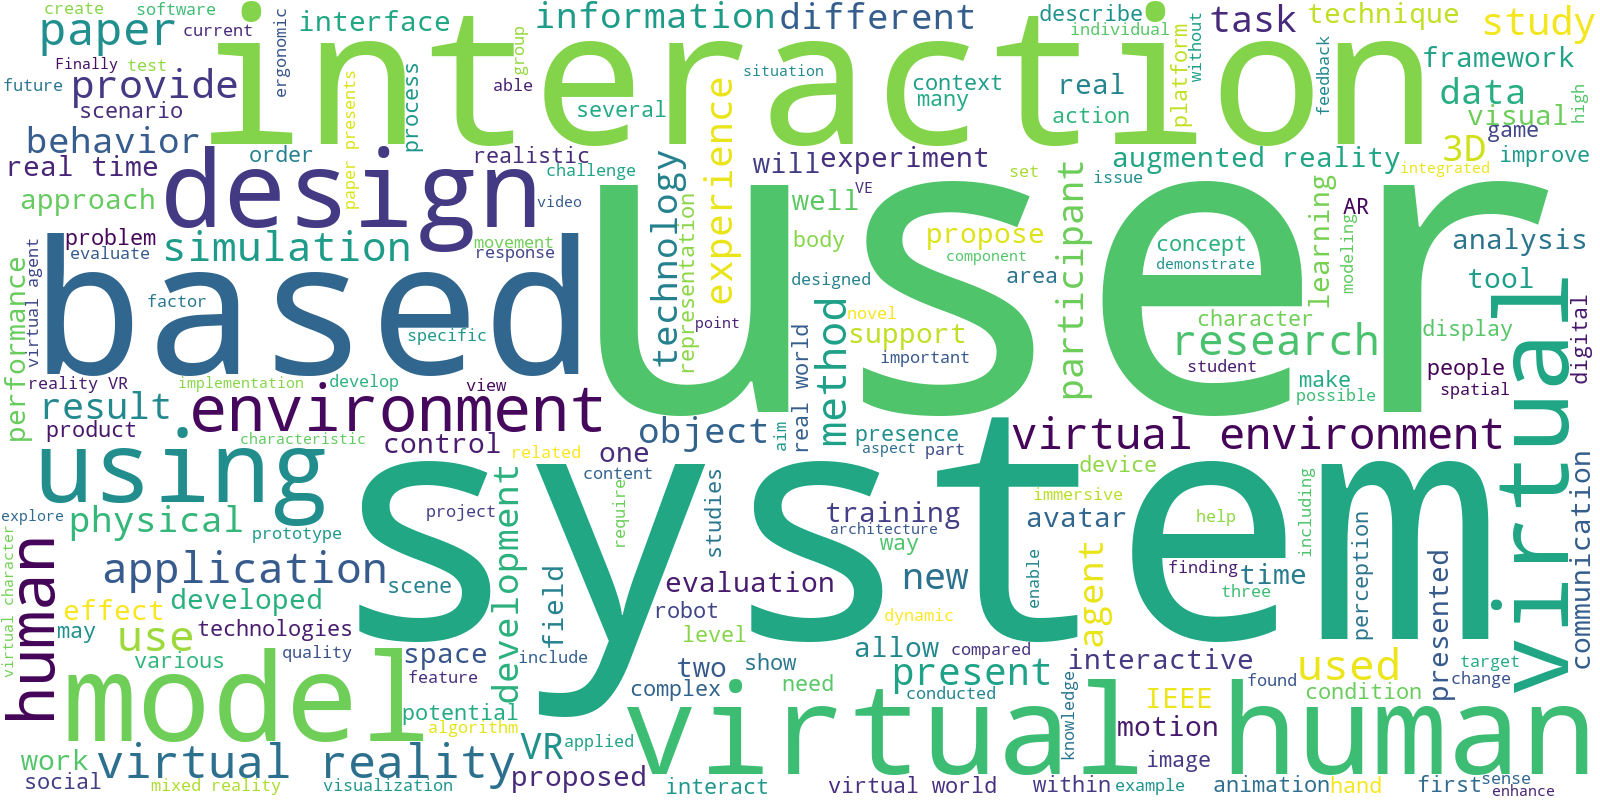 create
software
current
paper
interface
ergonomic
interaction
information
different
describe
individual
task
technique
study
Finally
test
future
provide
scenario
process
group
able
situation
several
experience
context
many
real
action
platform
without
feedback
framework
data
visual
high
game
improve
behavior
real time
order
paper presents
realistic
challenge
video
technology
representation
will
experiment
VE
set
participant
augmented reality
issue
integrated
3D
AR
learning
modeling
analysis
tool
approach
design
well
body
propose
component
concept
demonstrate
user
problem
evaluate
simulation
movement
response
designed
area
virtual agent
performance
factor
based
specific
point
novel
support
important
method
real world
character
research
student
display
people
spatial
make
possible
digital
virtual
reality VR
implementation
develop
view
result
environment
product
characteristic
control
related
one
content
object
aim
presence
aspect
part
virtual environment
device
immersive
using
system
explore
physical
prototype
project
require
studies
training
architecture
way
avatar
help
including
communication
virtual character
human
application
scene
development
field
evaluation
new
enable
agent
finding
time
three
perception
presented
effect
developed
robot
dynamic
may
use
technologies
level
various
quality
space
feature
include
two
show
allow
compared
present
interactive
used
target
change
found
condition
model
potential
algorithm
complex
need
conducted
knowledge
IEEE
motion
image
virtual human
work
social
virtual reality
mixed reality
visualization
VR
applied
proposed
interact
virtual world
within
example
animation
hand
first
sense
enhance